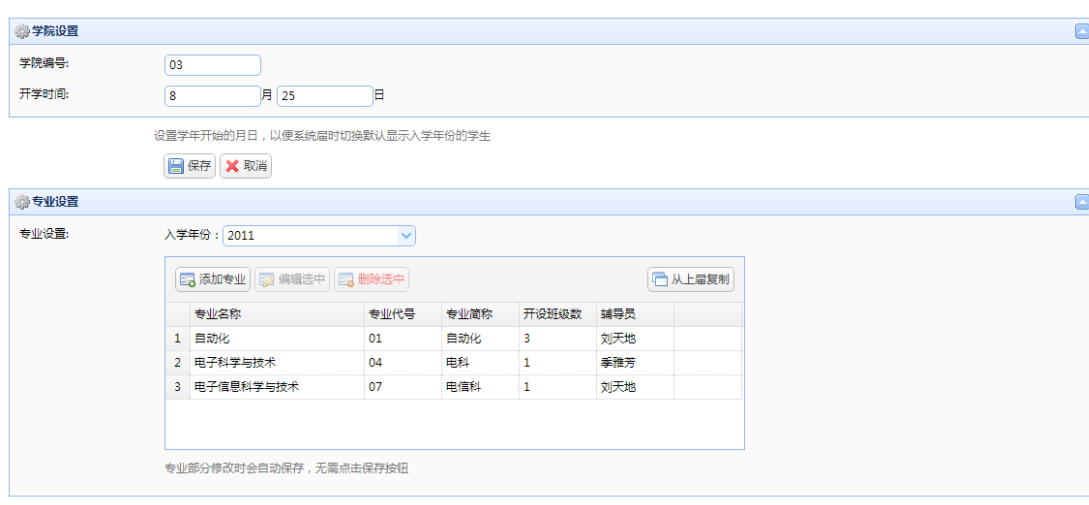 学院设置
学院编号: 03
开学时间: 8 月 25 日
设置学年开始的月日，以便系统届时切换默认显示入学年份的学生
保存 取消
专业设置
专业设置: 入学年份：2011
添加专业 编辑选中 删除选中 从上届复制
专业名称 专业代号 专业简称 开设班级数 辅导员
1 自动化 01 自动化 3 刘天地
2 电子科学与技术 04 电科 1 季雅芳
3 电子信息科学与技术 07 电信科 1 刘天地
专业部分修改时会自动保存，无需点击保存按钮